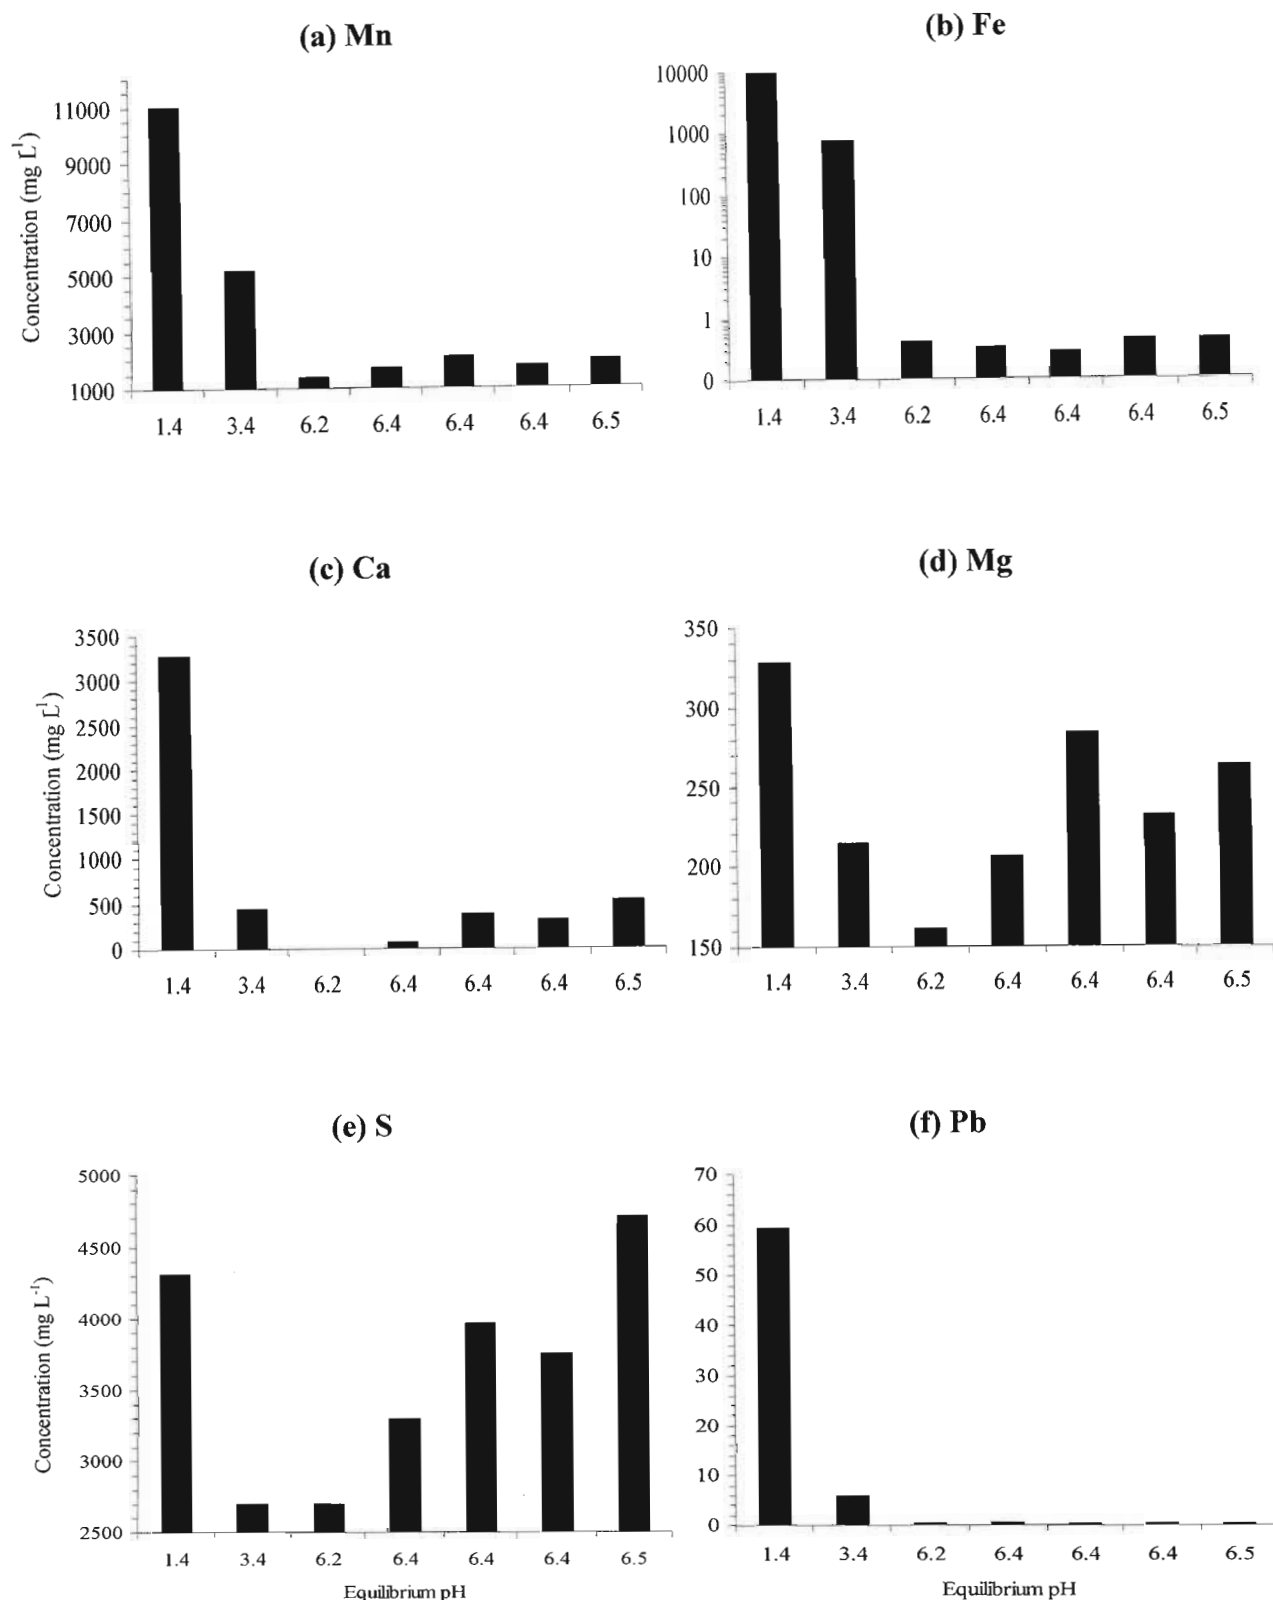 (a) Mn
Concentration (mg L¹)
11000
9000
7000
5000
3000
1000
1.4 3.4 6.2 6.4 6.4 6.4 6.5
(b) Fe
10000
1000
100
10
1
0
1.4 3.4 6.2 6.4 6.4 6.4 6.5
(c) Ca
Concentration (mg L¹)
3500
3000
2500
2000
1500
1000
500
0
1.4 3.4 6.2 6.4 6.4 6.4 6.5
(d) Mg
350
300
250
200
150
1.4 3.4 6.2 6.4 6.4 6.4 6.5
(e) S
Concentration (mg L⁻¹)
5000
4500
4000
3500
3000
2500
1.4 3.4 6.2 6.4 6.4 6.4 6.5
Equilibrium pH
(f) Pb
70
60
50
40
30
20
10
0
1.4 3.4 6.2 6.4 6.4 6.4 6.5
Equilibrium pH